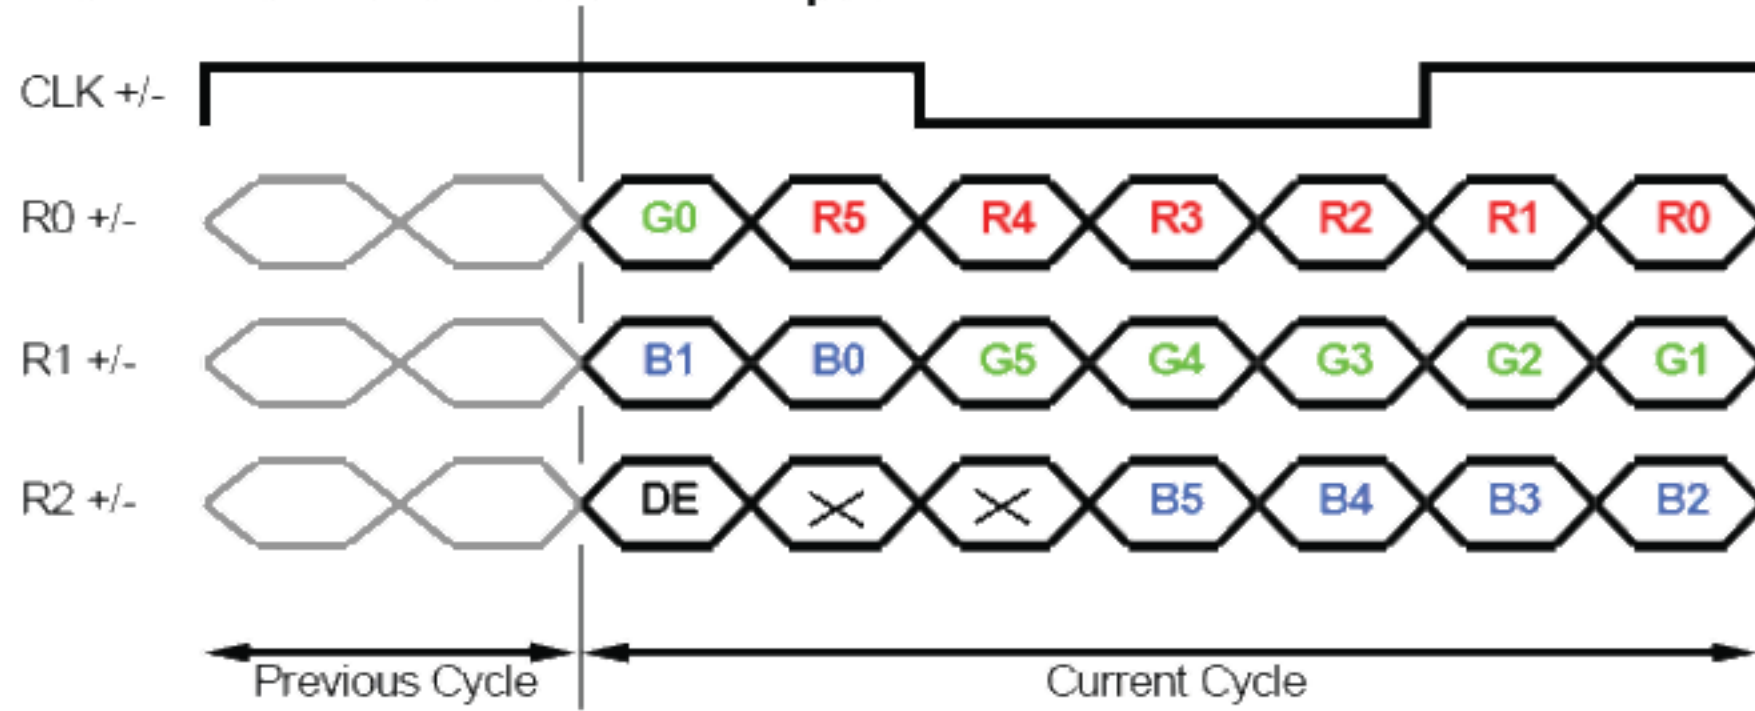 CLK +/-
R0 +/- G0 R5 R4 R3 R2 R1 R0
R1 +/- B1 B0 G5 G4 G3 G2 G1
R2 +/- DE B5 B4 B3 B2
Previous Cycle Current Cycle